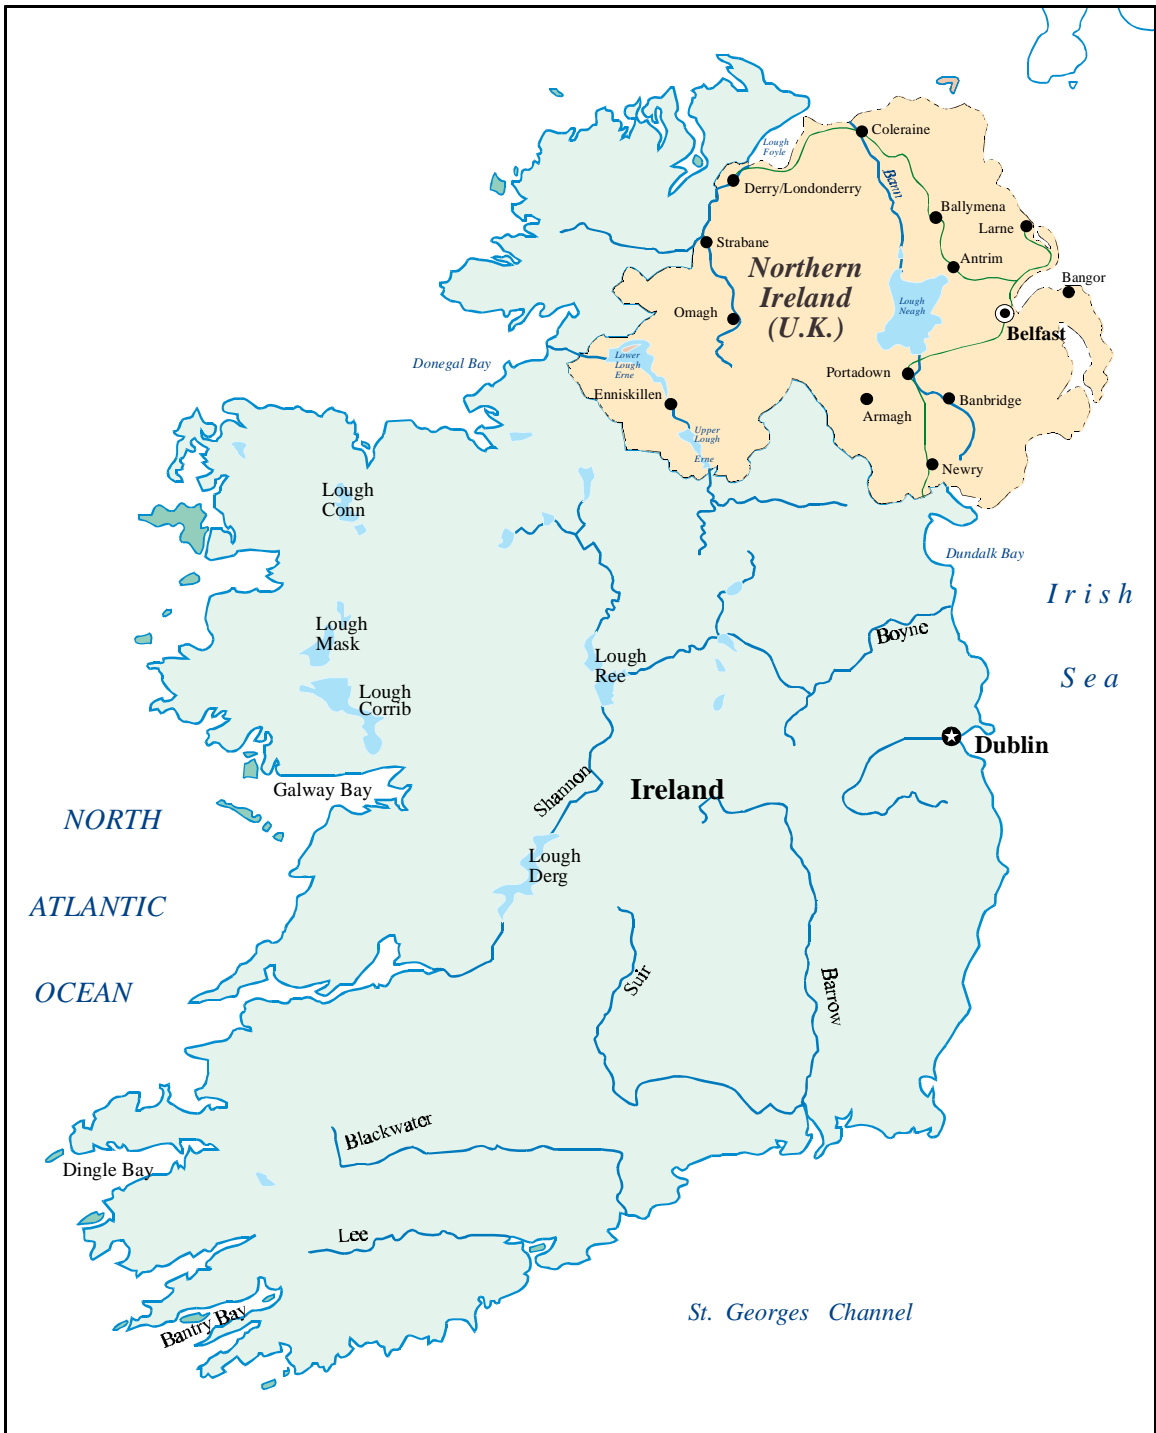 Coleraine
Lough
Foyle
Derry/Londonderry
Bann
Ballymena
Larne
Strabane
Antrim
Northern
Ireland
(U.K.)
Bangor
Omagh
Lough
Neagh
Belfast
Donegal Bay
Lower
Lough
Erne
Portadown
Enniskillen
Banbridge
Armagh
Upper
Lough
Erne
Newry
Lough
Conn
Dundalk Bay
Irish
Sea
Lough
Mask
Boyne
Lough
Ree
Lough
Corrib
Dublin
Galway Bay
Shannon
Ireland
NORTH
ATLANTIC
OCEAN
Lough
Derg
Suir
Barrow
Blackwater
Dingle Bay
Lee
Bantry Bay
St. Georges Channel